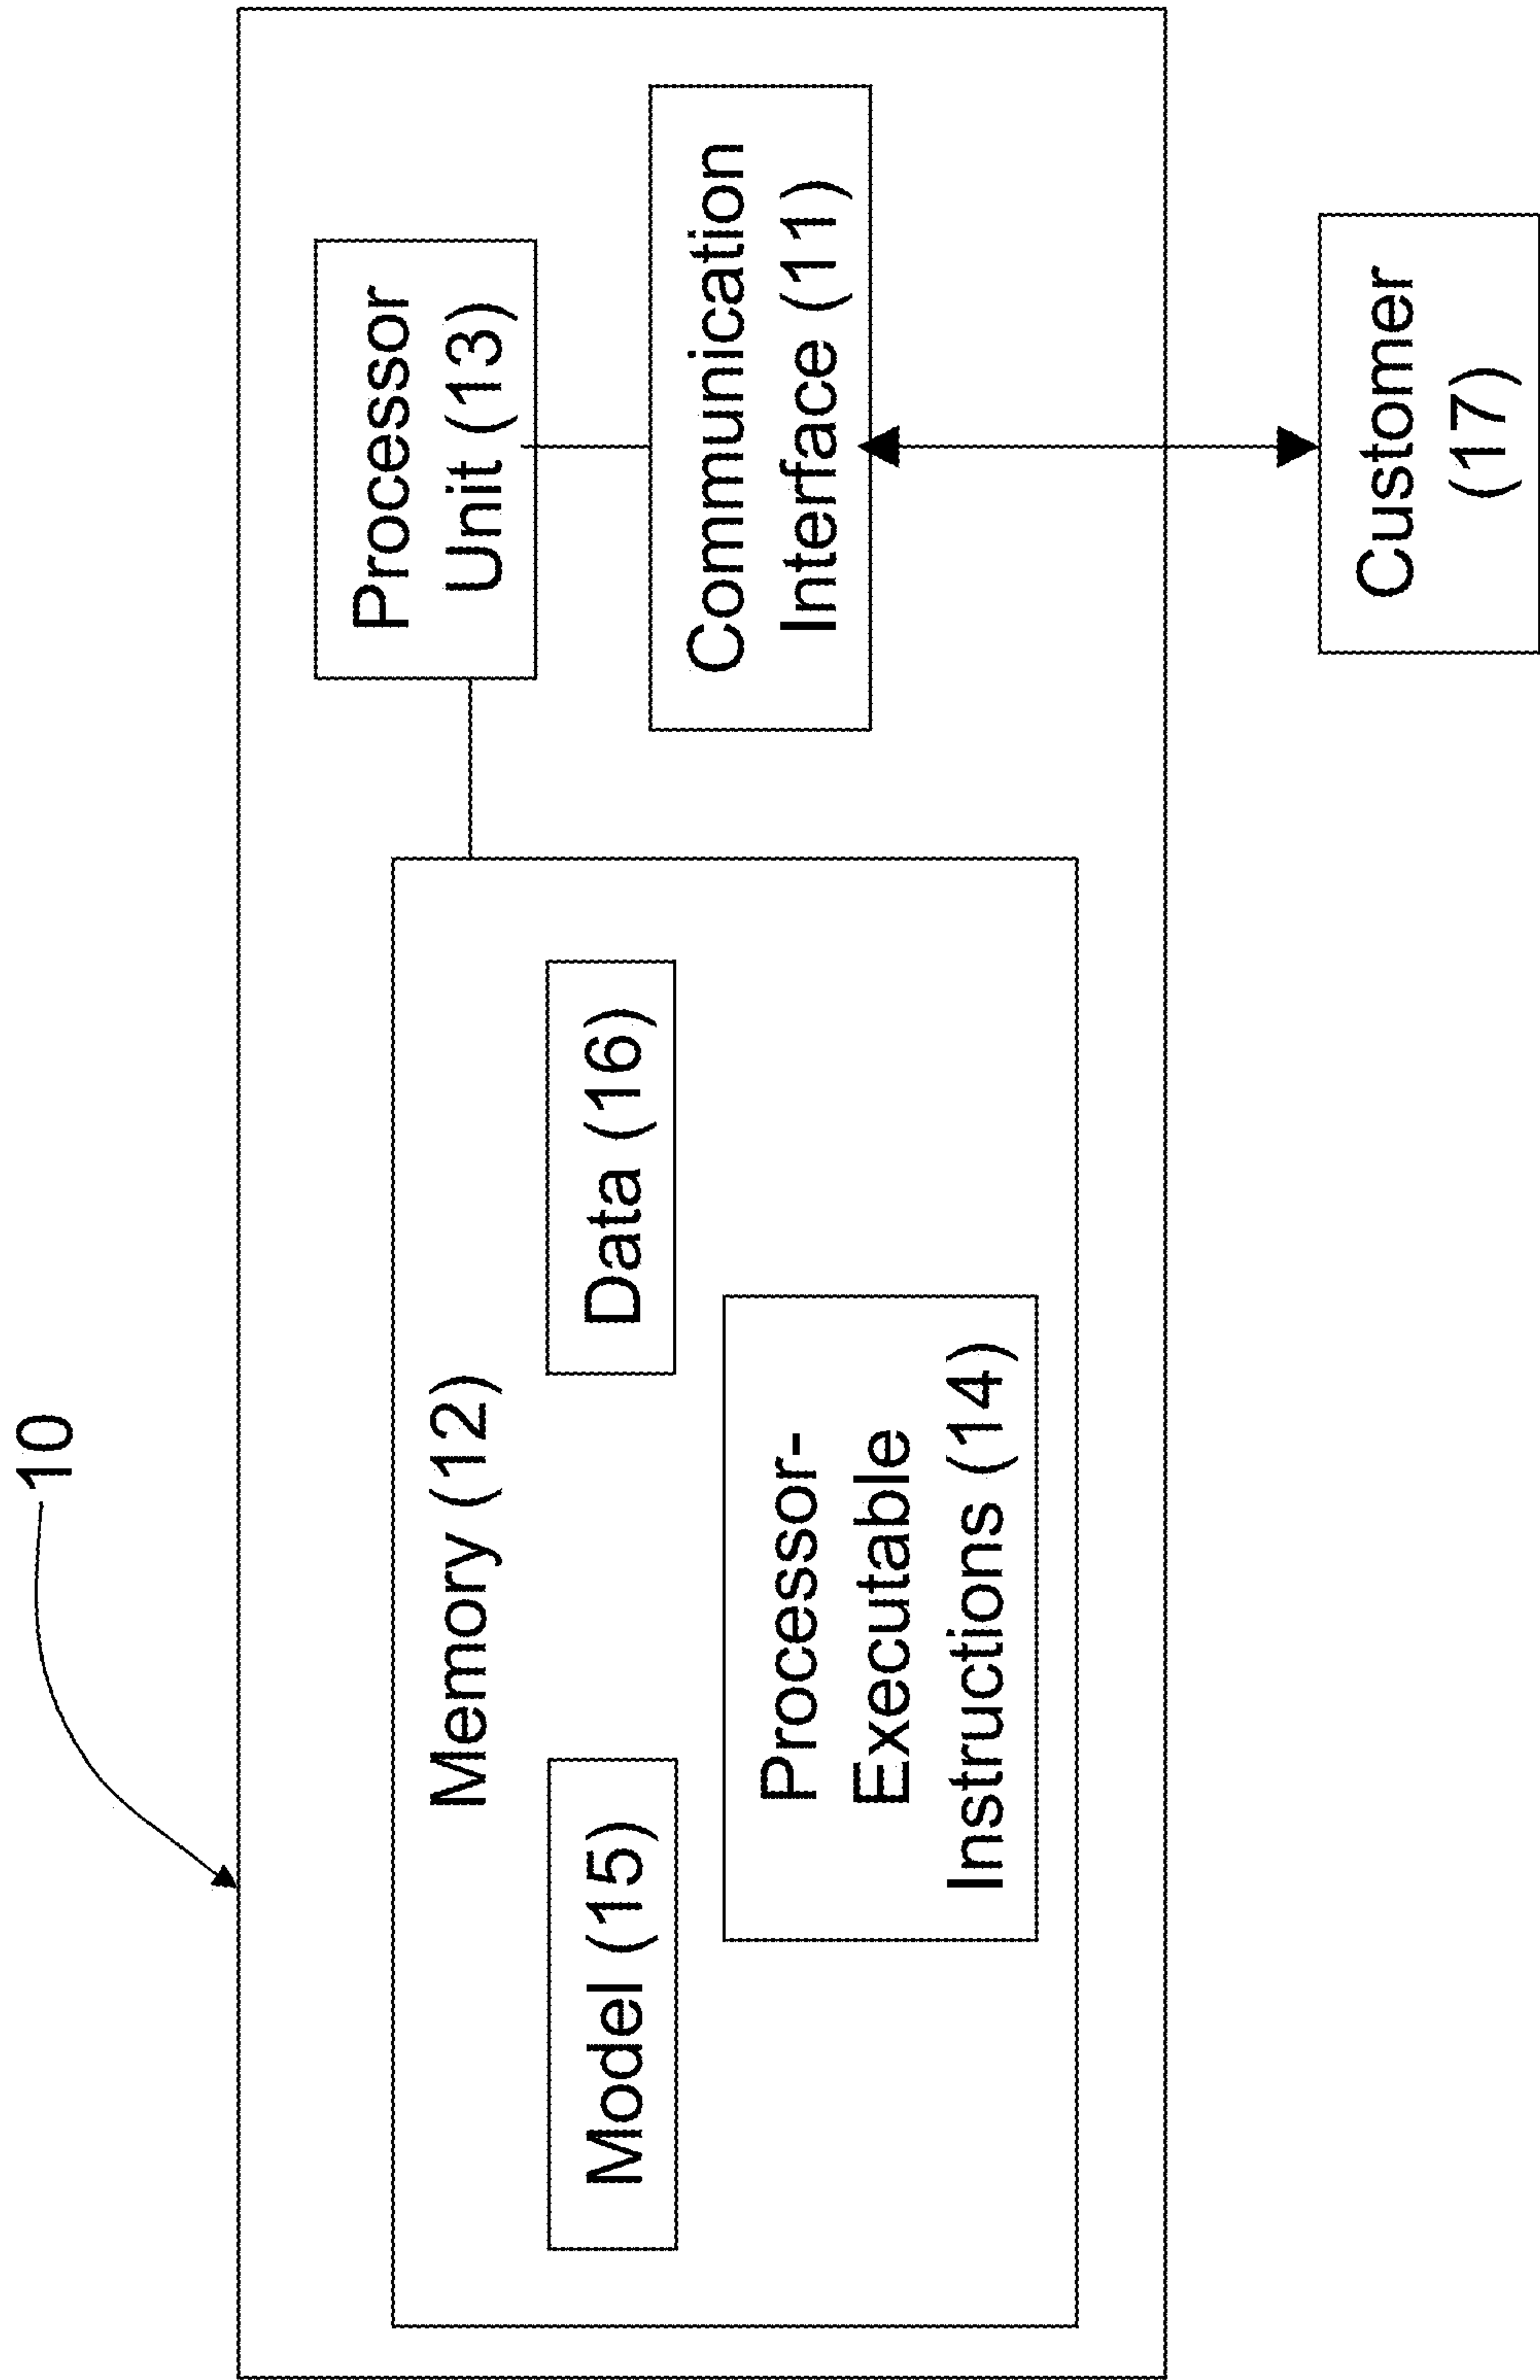 10
Memory (12)
Model (15)
Data (16)
Processor-
Executable
Instructions (14)
Processor
Unit (13)
Communication
Interface (11)
Customer
(17)